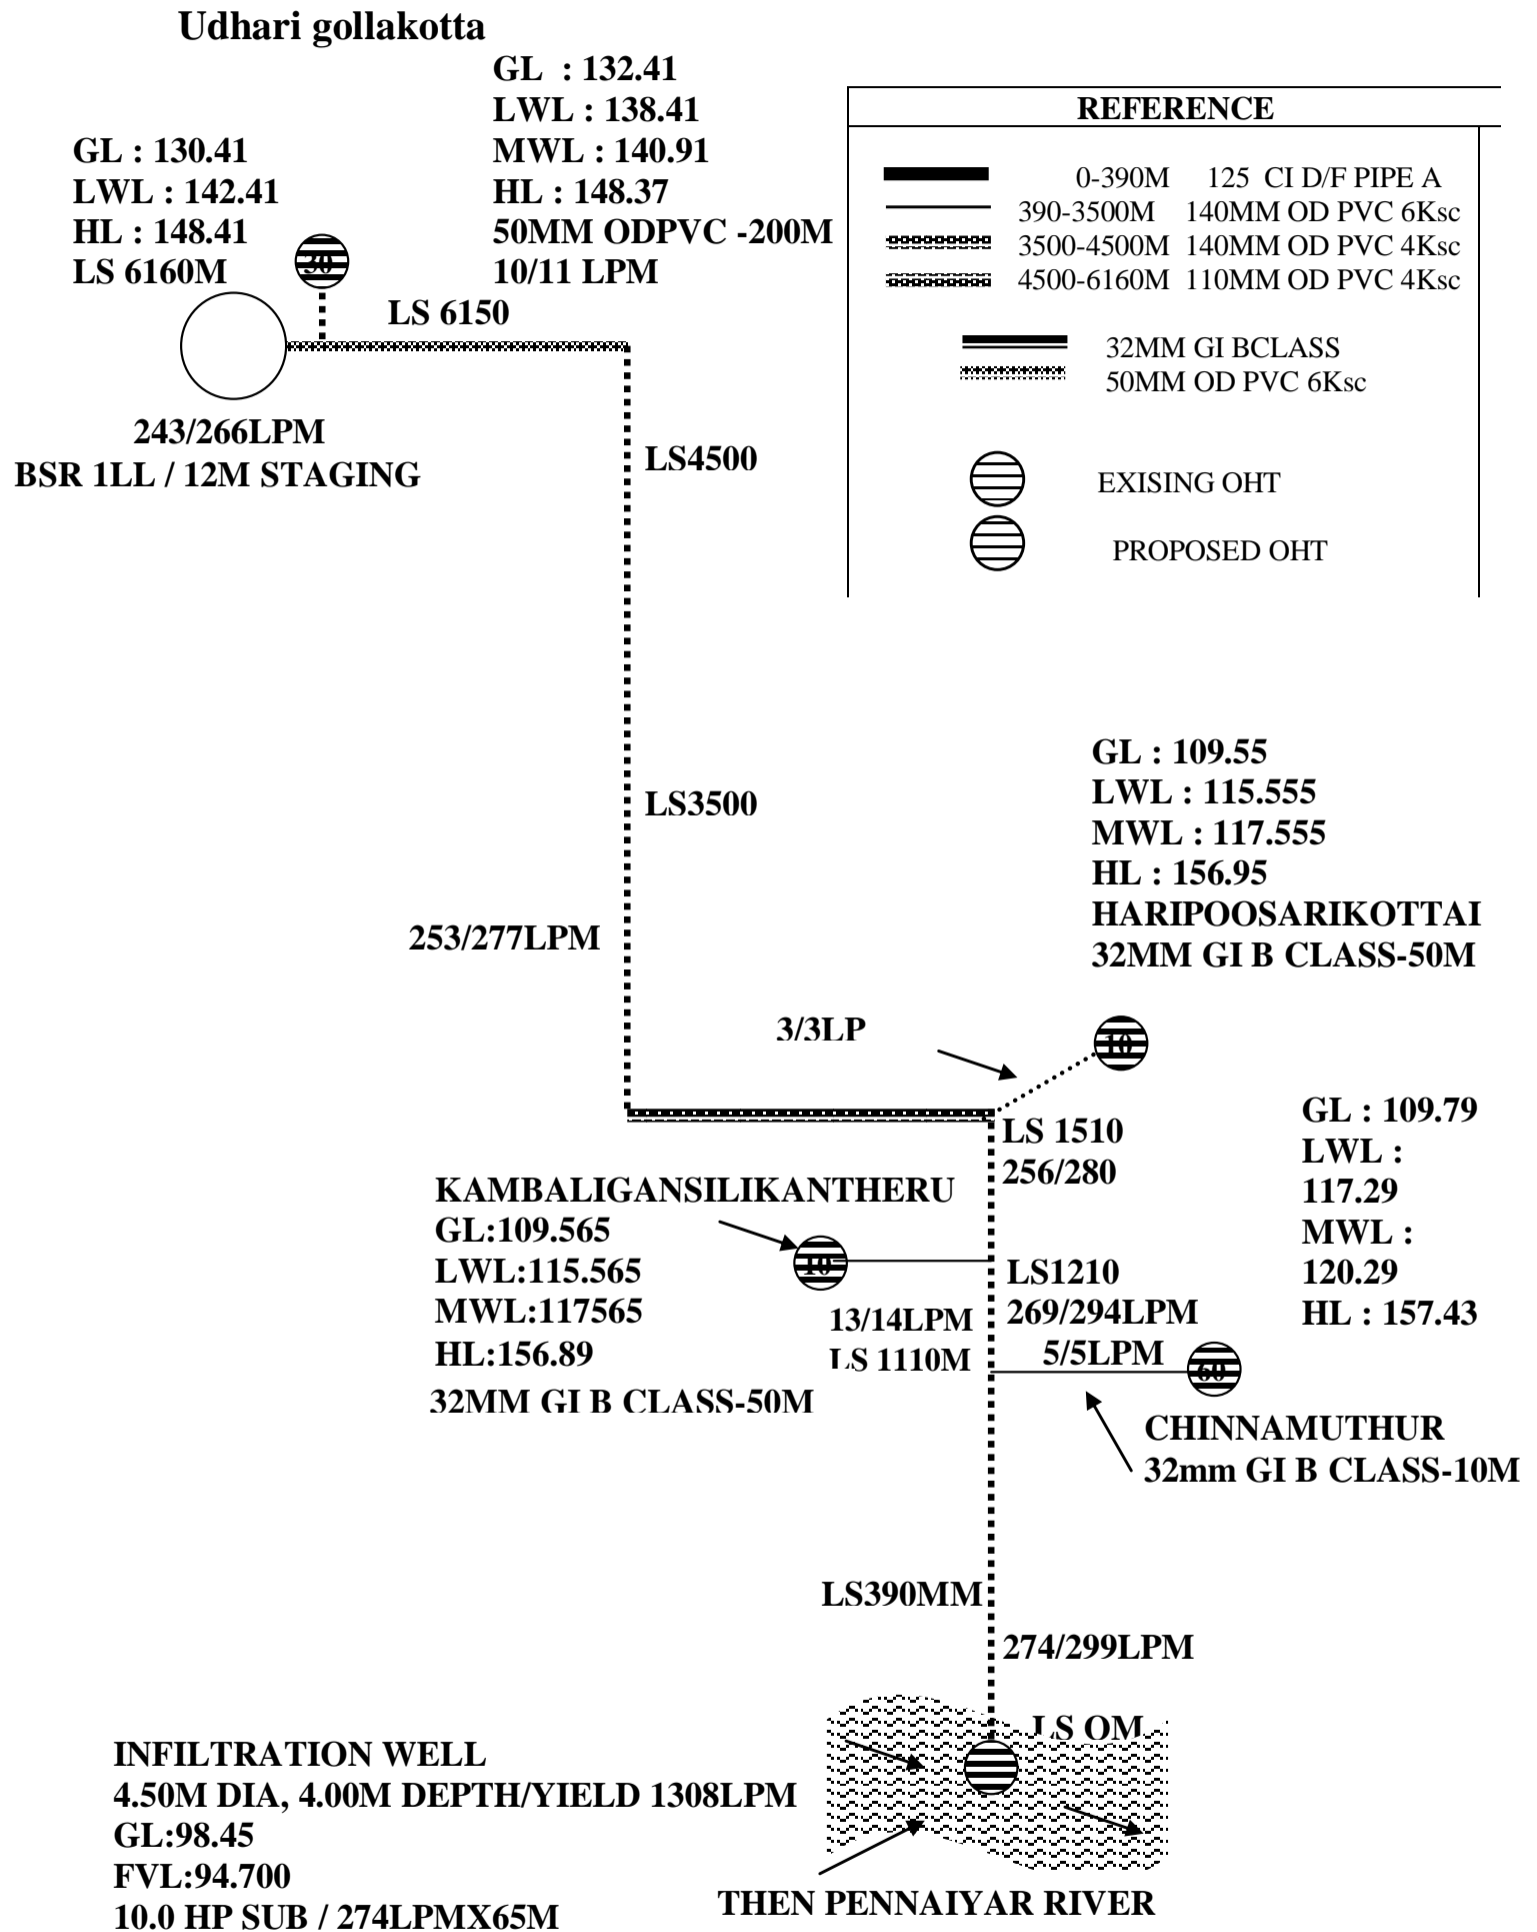 Udhari gollakotta
GL : 130.41
LWL : 142.41
HL : 148.41
LS 6160M
30
GL : 132.41
LWL : 138.41
MWL : 140.91
HL : 148.37
50MM ODPVC -200M
10/11 LPM
LS 6150
243/266LPM
BSR 1LL / 12M STAGING
REFERENCE
0-390M 125 CI D/F PIPE A
390-3500M 140MM OD PVC 6Ksc
3500-4500M 140MM OD PVC 4Ksc
4500-6160M 110MM OD PVC 4Ksc
32MM GI BCLASS
50MM OD PVC 6Ksc
EXISING OHT
PROPOSED OHT
LS4500
LS3500
253/277LPM
GL : 109.55
LWL : 115.555
MWL : 117.555
HL : 156.95
HARIPOOSARIKOTTAI
32MM GI B CLASS-50M
3/3LP
10
LS 1510
256/280
GL : 109.79
LWL :
117.29
MWL :
120.29
HL : 157.43
KAMBALIGANSILIKANTHERU
GL:109.565
LWL:115.565
MWL:117565
HL:156.89
32MM GI B CLASS-50M
10
13/14LPM
LS 1110M
LS1210
269/294LPM
5/5LPM
60
CHINNAMUTHUR
32mm GI B CLASS-10M
LS390MM
274/299LPM
LS OM
INFILTRATION WELL
4.50M DIA, 4.00M DEPTH/YIELD 1308LPM
GL:98.45
FVL:94.700
10.0 HP SUB / 274LPMX65M
THEN PENNAIYAR RIVER